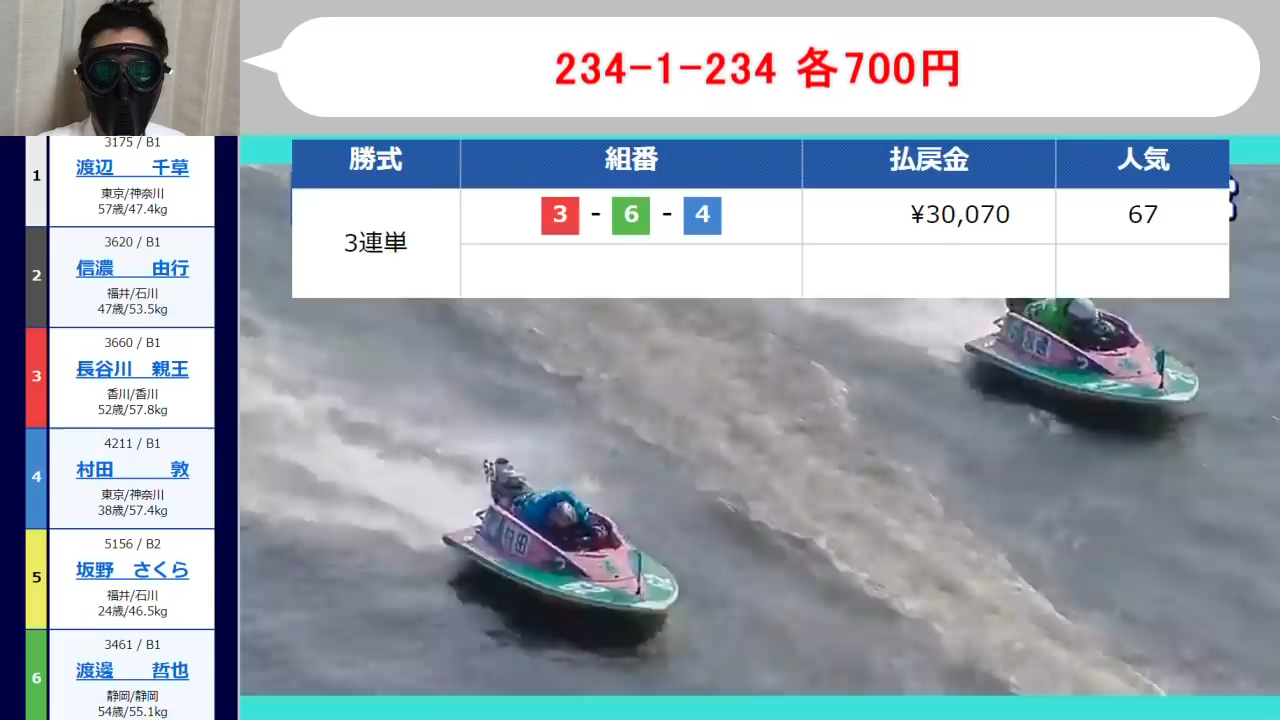 234-1-234 各700円
勝式 組番 払戻金 人気
3連単 3 - 6 - 4 ¥30,070 67
1
3175 / B1
渡辺 千草
東京/神奈川
57歳/47.4kg
2
3620 / B1
信濃 由行
福井/石川
47歳/53.5kg
3
3660 / B1
長谷川 親王
香川/香川
52歳/57.8kg
4
4211 / B1
村田 敦
東京/神奈川
38歳/57.4kg
5
5156 / B2
坂野 さくら
福井/石川
24歳/46.5kg
6
3461 / B1
渡邊 哲也
静岡/静岡
54歳/55.1kg
村田